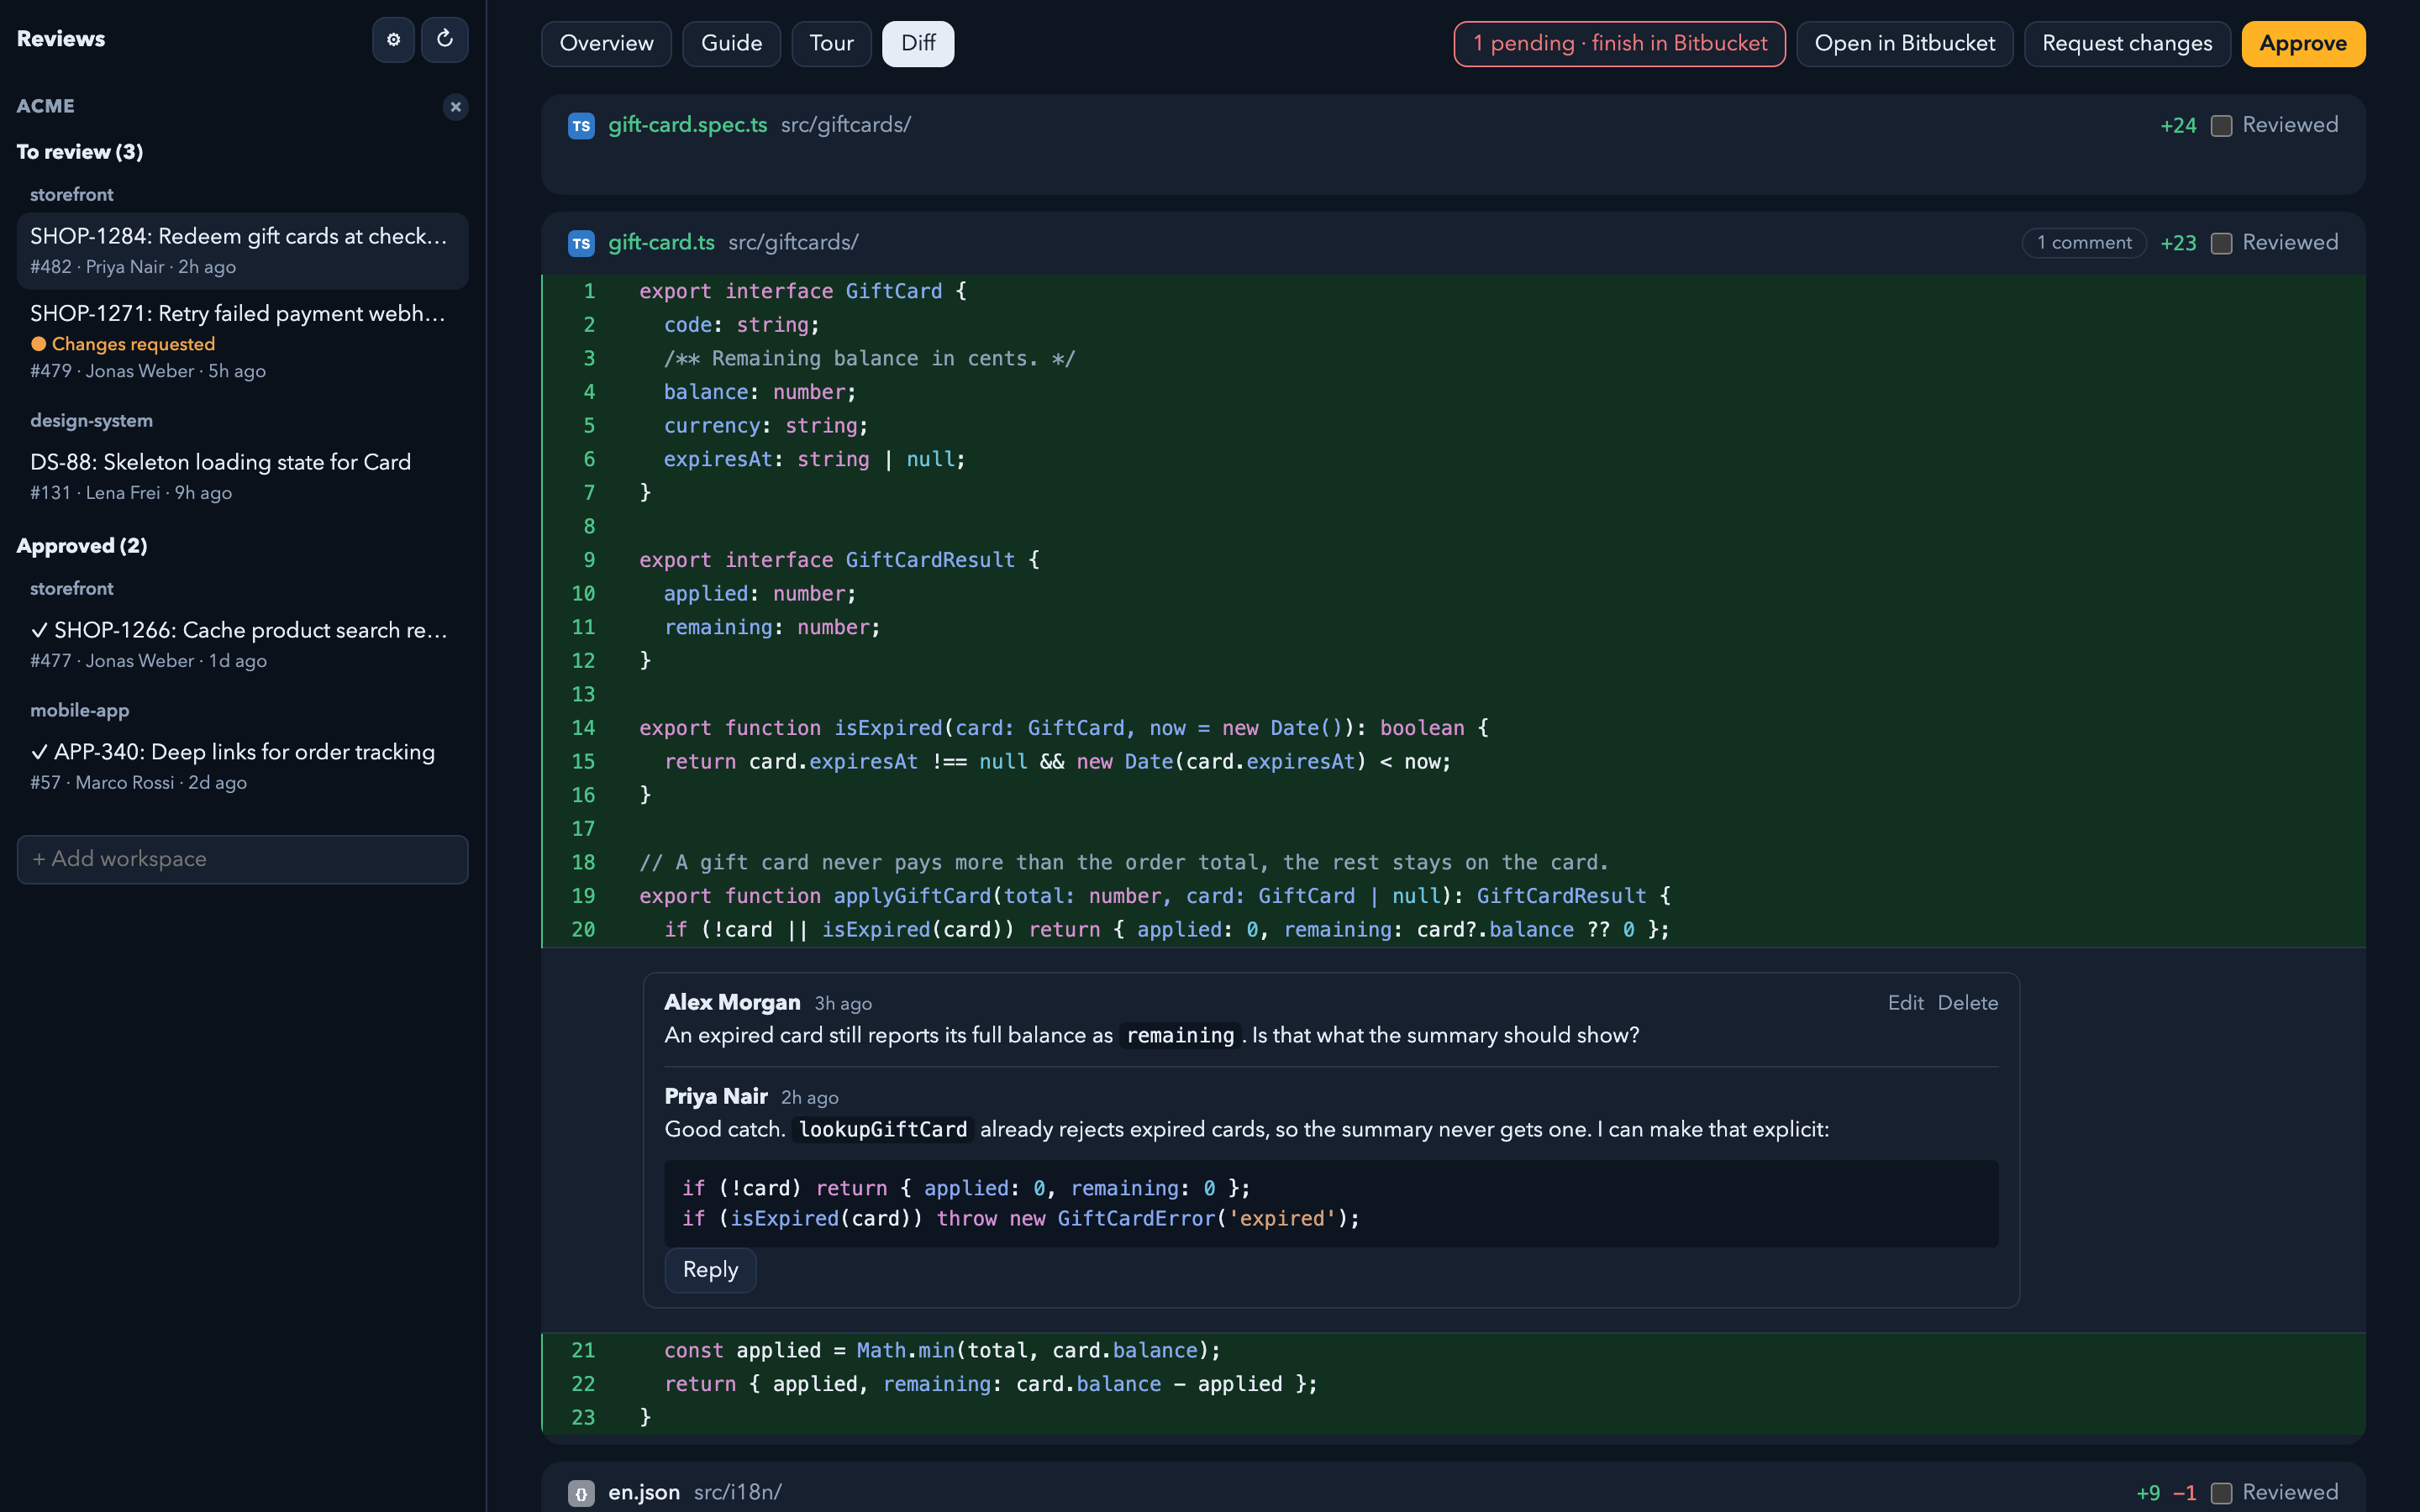 Reviews
ACME
To review (3)
storefront
SHOP-1284: Redeem gift cards at check…
#482 · Priya Nair · 2h ago
SHOP-1271: Retry failed payment webh…
Changes requested
#479 · Jonas Weber · 5h ago
design-system
DS-88: Skeleton loading state for Card
#131 · Lena Frei · 9h ago
Approved (2)
storefront
✓ SHOP-1266: Cache product search re…
#477 · Jonas Weber · 1d ago
mobile-app
✓ APP-340: Deep links for order tracking
#57 · Marco Rossi · 2d ago
+ Add workspace
Overview Guide Tour Diff 1 pending · finish in Bitbucket Open in Bitbucket Request changes Approve
TS gift-card.spec.ts src/giftcards/ +24 Reviewed
TS gift-card.ts src/giftcards/ 1 comment +23 Reviewed
1 export interface GiftCard {
2 code: string;
3 /** Remaining balance in cents. */
4 balance: number;
5 currency: string;
6 expiresAt: string | null;
7 }
8
9 export interface GiftCardResult {
10 applied: number;
11 remaining: number;
12 }
13
14 export function isExpired(card: GiftCard, now = new Date()): boolean {
15 return card.expiresAt !== null && new Date(card.expiresAt) < now;
16 }
17
18 // A gift card never pays more than the order total, the rest stays on the card.
19 export function applyGiftCard(total: number, card: GiftCard | null): GiftCardResult {
20 if (!card || isExpired(card)) return { applied: 0, remaining: card?.balance ?? 0 };
Alex Morgan 3h ago Edit Delete
An expired card still reports its full balance as remaining. Is that what the summary should show?
Priya Nair 2h ago
Good catch. lookupGiftCard already rejects expired cards, so the summary never gets one. I can make that explicit:
if (!card) return { applied: 0, remaining: 0 };
if (isExpired(card)) throw new GiftCardError('expired');
Reply
21 const applied = Math.min(total, card.balance);
22 return { applied, remaining: card.balance - applied };
23 }
{} en.json src/i18n/ +9 −1 Reviewed